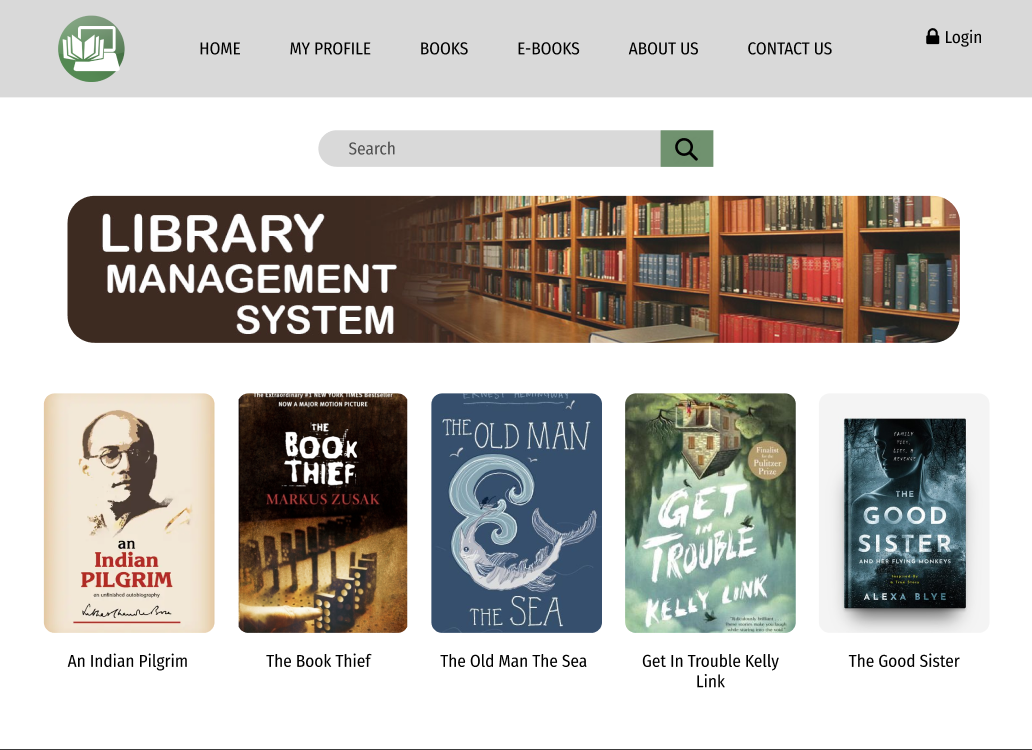 HOME
MY PROFILE
BOOKS
E-BOOKS
ABOUT US
CONTACT US
Login
Search
LIBRARY
MANAGEMENT
SYSTEM
an
Indian
PILGRIM
an unfinished autobiography
The Extraordinary #1 NEW YORK TIMES Bestseller
NOW A MAJOR MOTION PICTURE
THE
BOOK
THIEF
MARKUS ZUSAK
ERNEST HEMINGWAY
THE OLD MAN
&
THE SEA
Finalist
for the
Pulitzer
Prize
GET
IN
TROUBLE
KELLY LINK
FAMILY
TIES,
LIES, &
REVENGE
THE
GOOD
SISTER
AND HER FLYING MONKEYS
Inspired By
a True Story
ALEXA BLYE
An Indian Pilgrim
The Book Thief
The Old Man The Sea
Get In Trouble Kelly
Link
The Good Sister